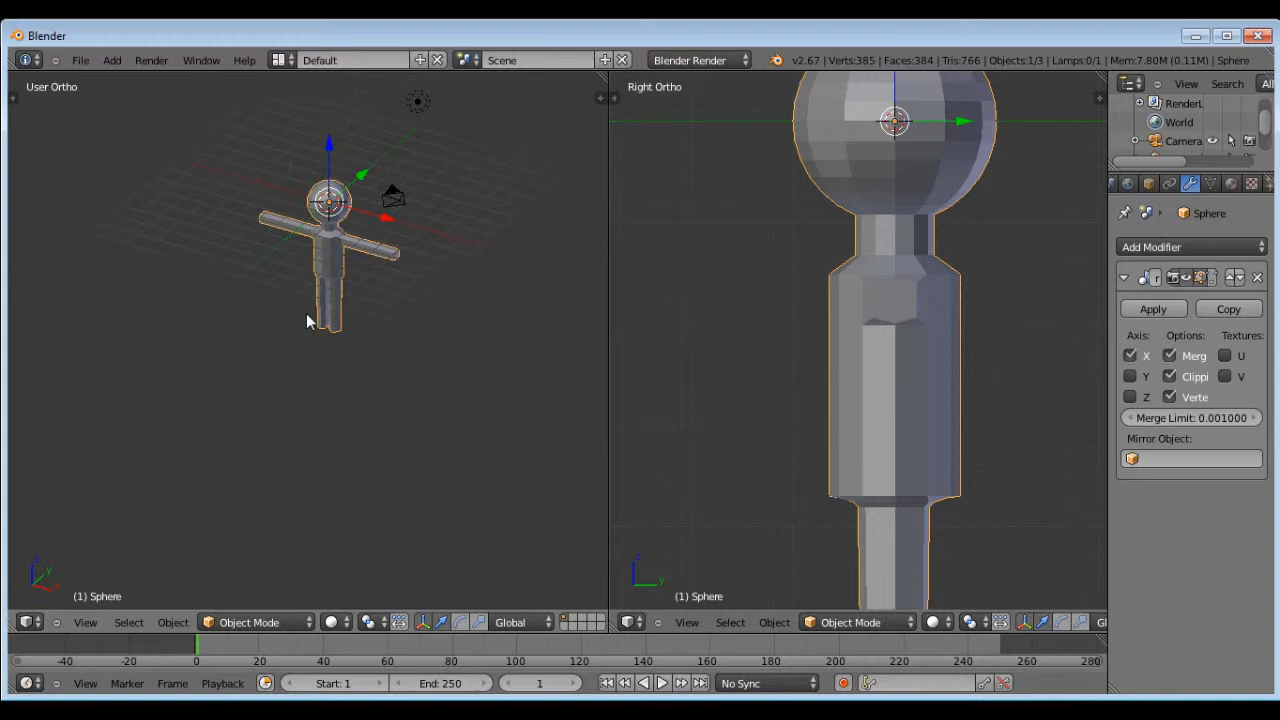 Blender
File Add Render Window Help Default Scene Blender Render v2.67 | Verts:385 | Faces:384 | Tris:766 | Objects:1/3 | Lamps:0/1 | Mem:7.80M (0.11M) | Sphere
User Ortho
Right Ortho
View Search All
RenderL
World
Camera
Sphere
Add Modifier
Apply Copy
Axis: Options: Textures:
X Merg U
Y Clippi V
Z Verte
Merge Limit: 0.001000
Mirror Object:
z
y
x
(1) Sphere
z
y
(1) Sphere
View Select Object Object Mode Global
View Select Object Object Mode Gl
-40 -20 0 20 40 60 80 100 120 140 160 180 200 220 240 260 280
View Marker Frame Playback Start: 1 End: 250 1 No Sync